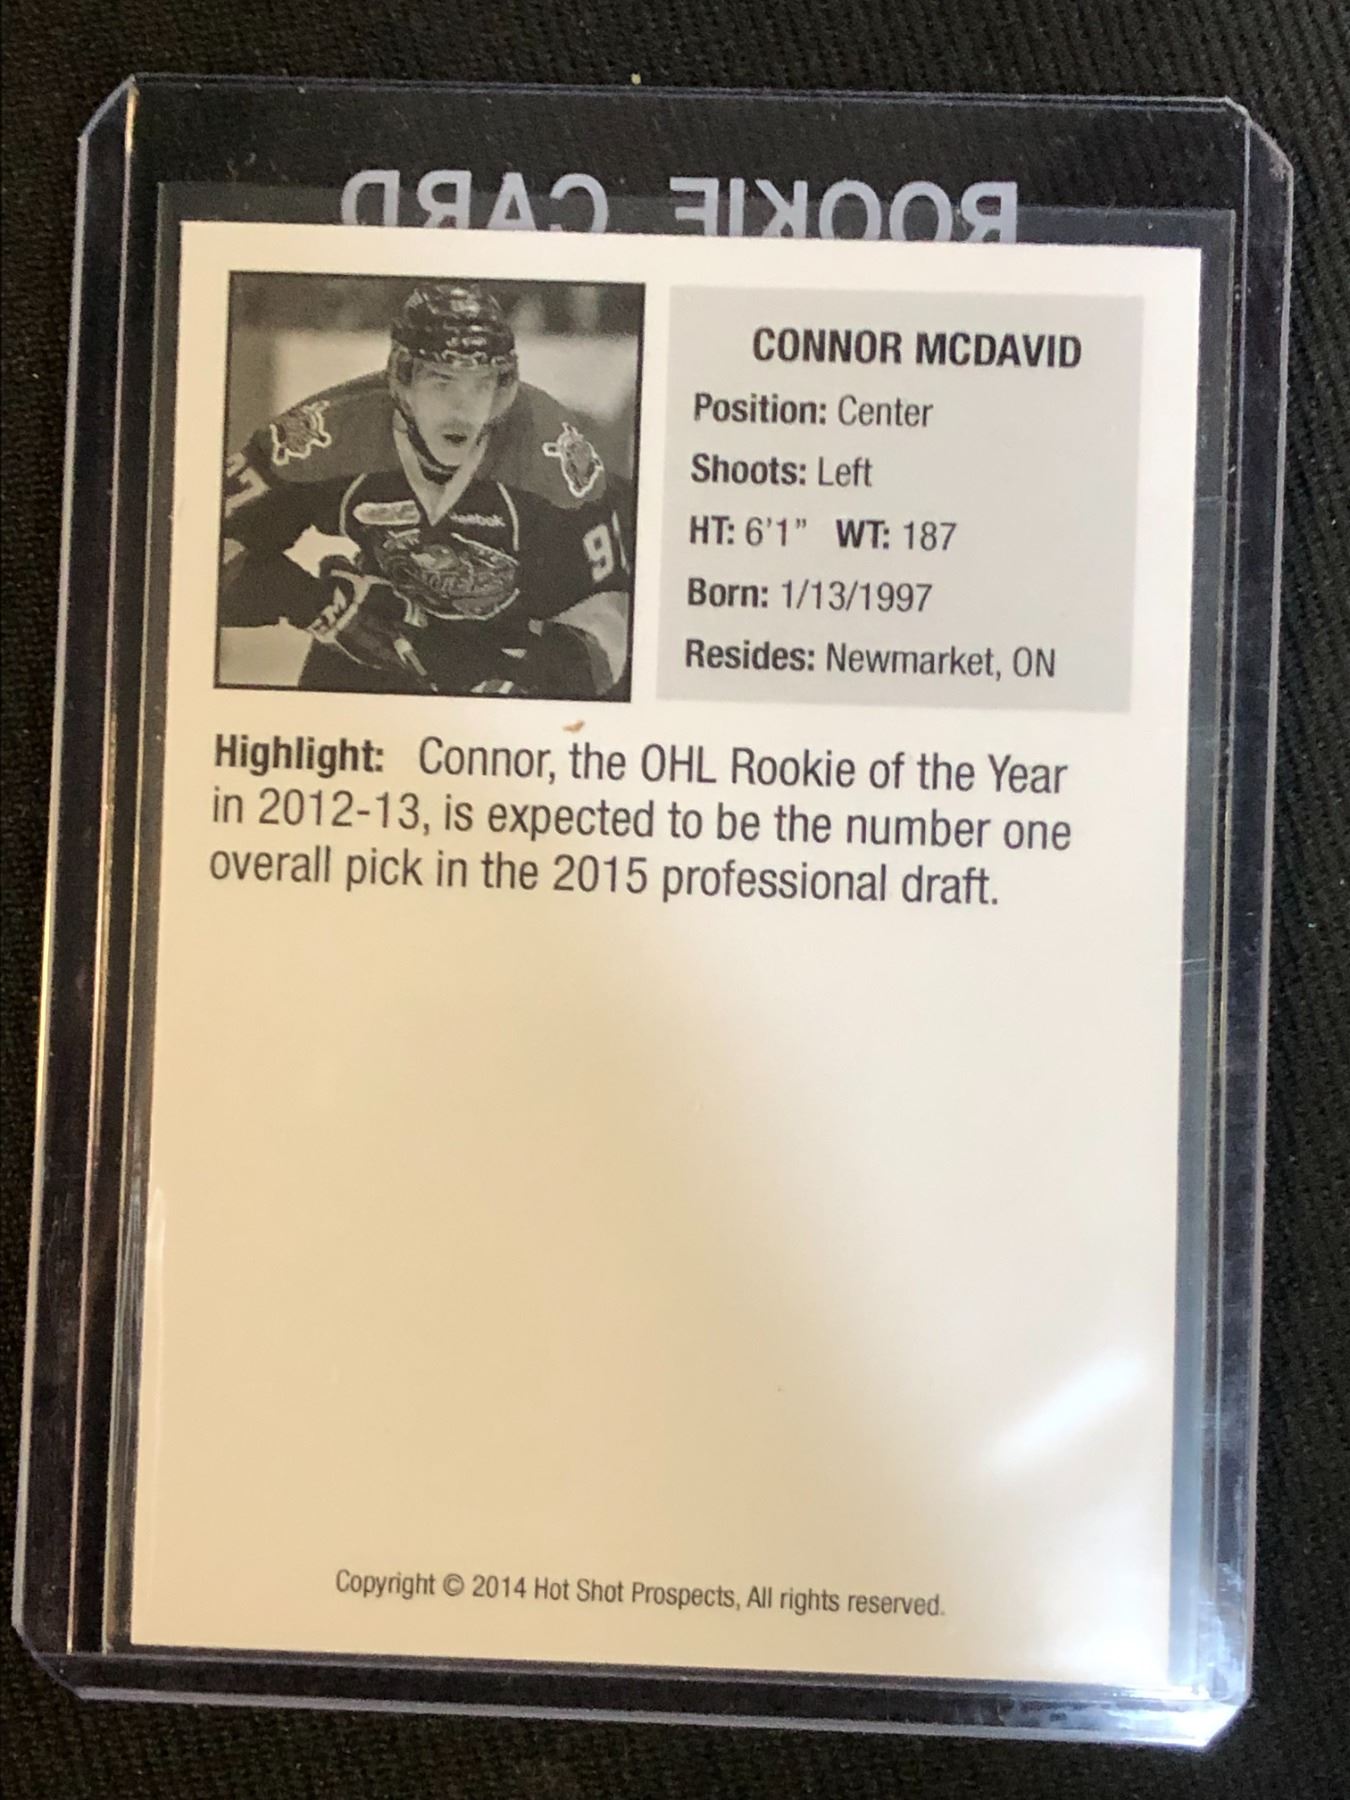 ROOKIE CARD
CONNOR MCDAVID
Position: Center
Shoots: Left
HT: 6'1" WT: 187
Born: 1/13/1997
Resides: Newmarket, ON
97
Reebok
Highlight: Connor, the OHL Rookie of the Year
in 2012-13, is expected to be the number one
overall pick in the 2015 professional draft.
Copyright © 2014 Hot Shot Prospects, All rights reserved.